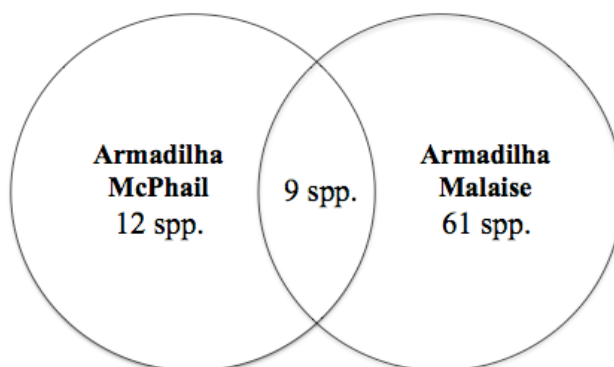 Armadilha
McPhail
12 spp.
9 spp.
Armadilha
Malaise
61 spp.